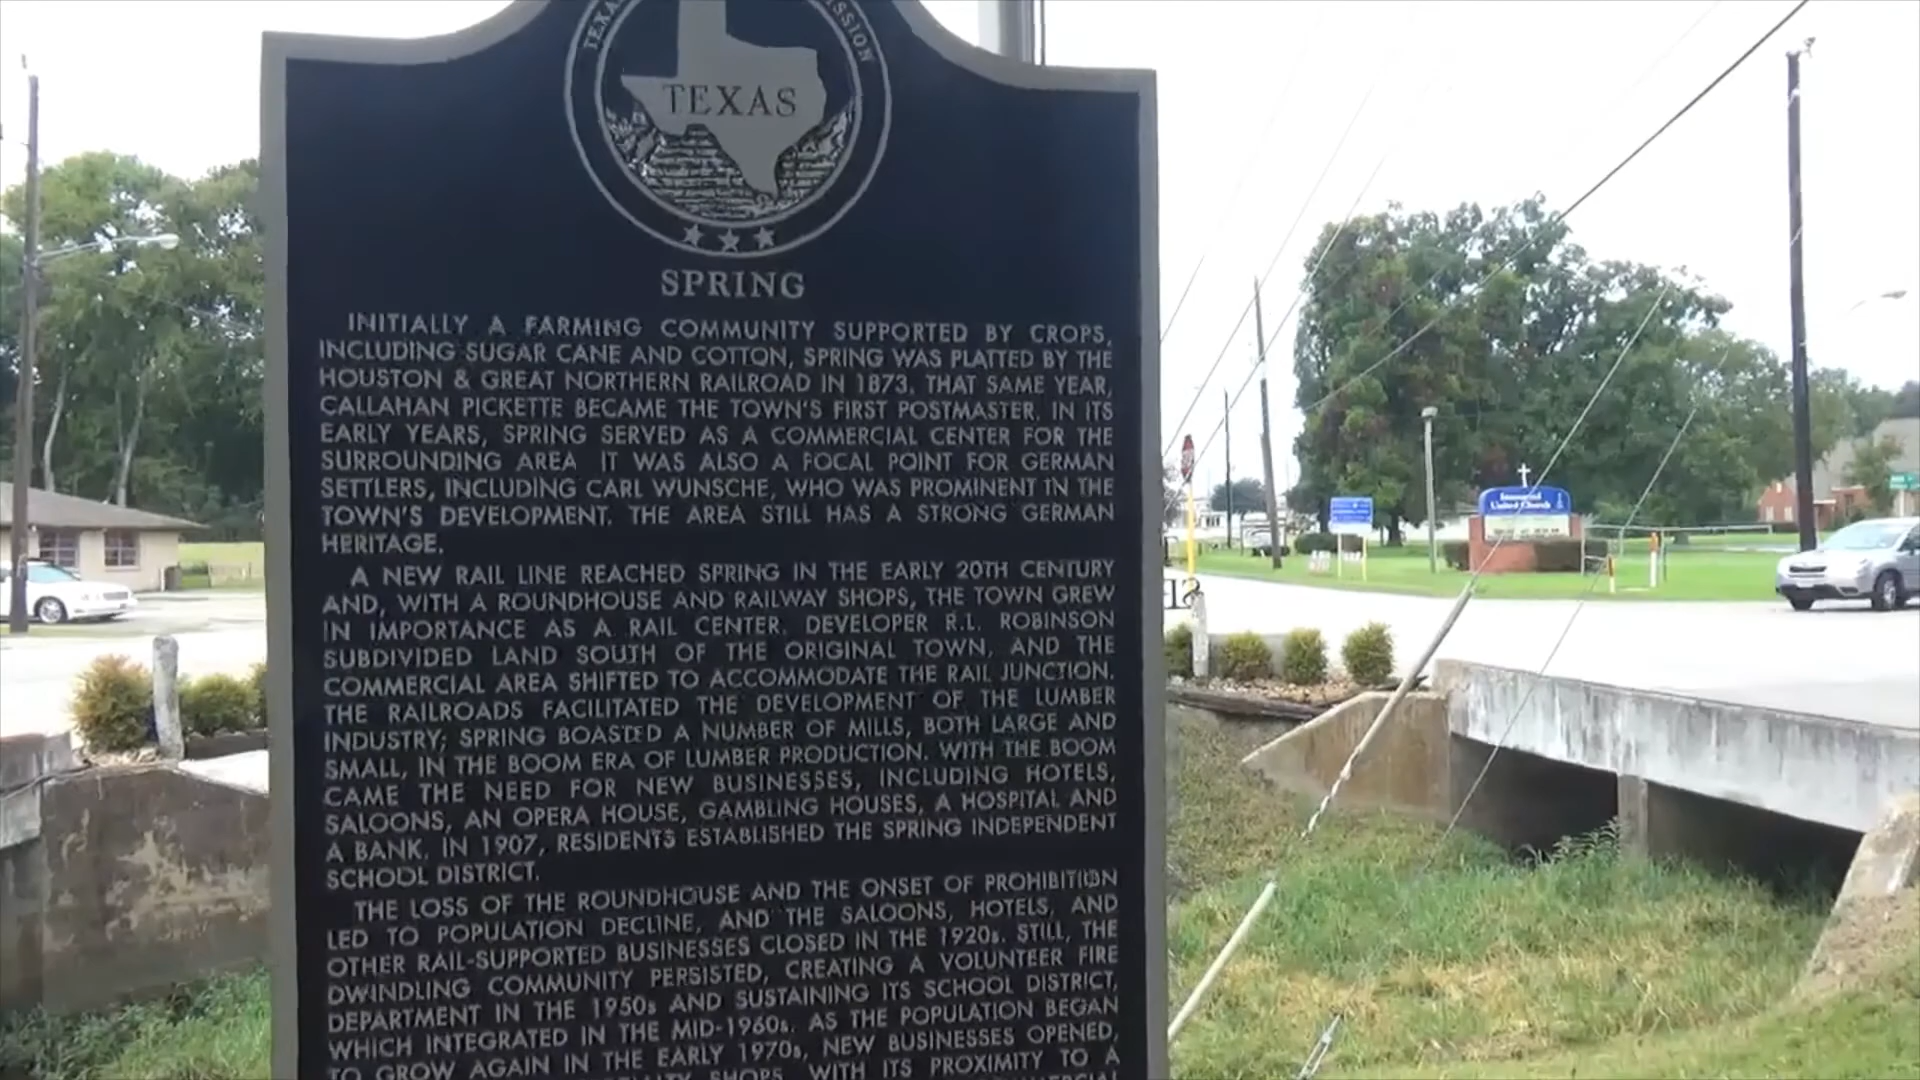 TEXAS
SPRING
INITIALLY A FARMING COMMUNITY SUPPORTED BY CROPS,
INCLUDING SUGAR CANE AND COTTON, SPRING WAS PLATTED BY THE
HOUSTON & GREAT NORTHERN RAILROAD IN 1873. THAT SAME YEAR,
CALLAHAN PICKETTE BECAME THE TOWN'S FIRST POSTMASTER. IN ITS
EARLY YEARS, SPRING SERVED AS A COMMERCIAL CENTER FOR THE
SURROUNDING AREA IT WAS ALSO A FOCAL POINT FOR GERMAN
SETTLERS, INCLUDING CARL WUNSCHE, WHO WAS PROMINENT IN THE
TOWN'S DEVELOPMENT. THE AREA STILL HAS A STRONG GERMAN
HERITAGE.
A NEW RAIL LINE REACHED SPRING IN THE EARLY 20TH CENTURY
AND, WITH A ROUNDHOUSE AND RAILWAY SHOPS, THE TOWN GREW
IN IMPORTANCE AS A RAIL CENTER. DEVELOPER R.L. ROBINSON
SUBDIVIDED LAND SOUTH OF THE ORIGINAL TOWN, AND THE
COMMERCIAL AREA SHIFTED TO ACCOMMODATE THE RAIL JUNCTION.
THE RAILROADS FACILITATED THE DEVELOPMENT OF THE LUMBER
INDUSTRY; SPRING BOASTED A NUMBER OF MILLS, BOTH LARGE AND
SMALL, IN THE BOOM ERA OF LUMBER PRODUCTION. WITH THE BOOM
CAME THE NEED FOR NEW BUSINESSES, INCLUDING HOTELS,
SALOONS, AN OPERA HOUSE, GAMBLING HOUSES, A HOSPITAL AND
A BANK. IN 1907, RESIDENTS ESTABLISHED THE SPRING INDEPENDENT
SCHOOL DISTRICT.
THE LOSS OF THE ROUNDHOUSE AND THE ONSET OF PROHIBITION
LED TO POPULATION DECLINE, AND THE SALOONS, HOTELS, AND
OTHER RAIL-SUPPORTED BUSINESSES CLOSED IN THE 1920s. STILL, THE
DWINDLING COMMUNITY PERSISTED, CREATING A VOLUNTEER FIRE
DEPARTMENT IN THE 1950s AND SUSTAINING ITS SCHOOL DISTRICT,
WHICH INTEGRATED IN THE MID-1960s. AS THE POPULATION BEGAN
TO GROW AGAIN IN THE EARLY 1970s, NEW BUSINESSES OPENED,
SHOPS. WITH ITS PROXIMITY TO A
Immanuel
United Church